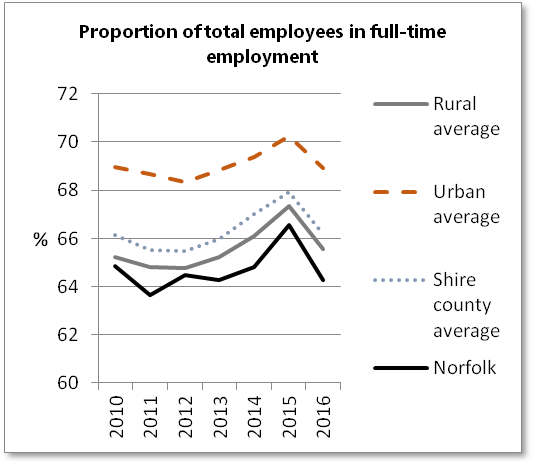 Proportion of total employees in full-time
employment
72
70
68
66
64
62
60
%
2010
2011
2012
2013
2014
2015
2016
Rural
average
Urban
average
Shire
county
average
Norfolk